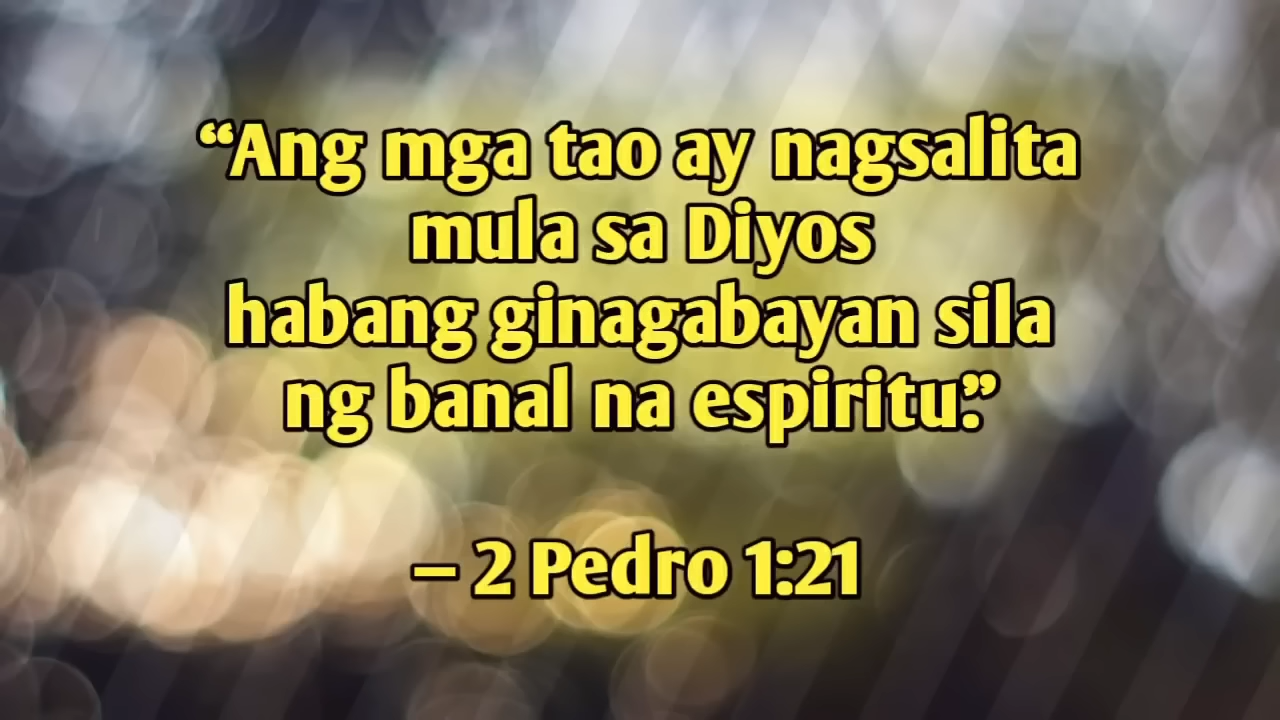 “Ang mga tao ay nagsalita
mula sa Diyos
habang ginagabayan sila
ng banal na espiritu.”
– 2 Pedro 1:21